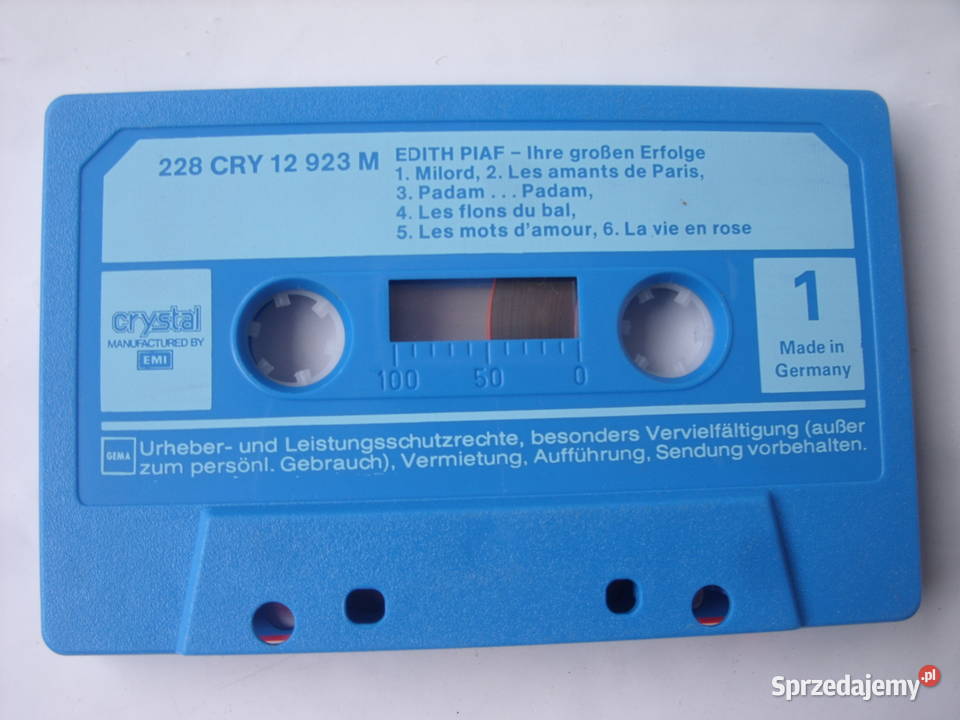 228 CRY 12 923 M
EDITH PIAF – Ihre großen Erfolge
1. Milord, 2. Les amants de Paris,
3. Padam . . . Padam,
4. Les flons du bal,
5. Les mots d'amour, 6. La vie en rose
crystal
MANUFACTURED BY
EMI
100 50 0
1
Made in
Germany
GEMA
Urheber- und Leistungsschutzrechte, besonders Vervielfältigung (außer
zum persönl. Gebrauch), Vermietung, Aufführung, Sendung vorbehalten.
Sprzedajemy.pl